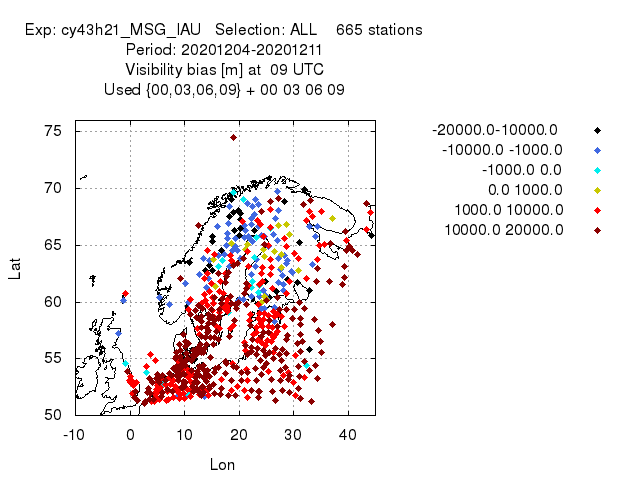 Exp: cy43h21_MSG_IAU Selection: ALL 665 stations
Period: 20201204-20201211
Visibility bias [m] at 09 UTC
Used {00,03,06,09} + 00 03 06 09
-20000.0-10000.0
-10000.0 -1000.0
-1000.0 0.0
0.0 1000.0
1000.0 10000.0
10000.0 20000.0
Lat
75
70
65
60
55
50
-10 0 10 20 30 40
Lon